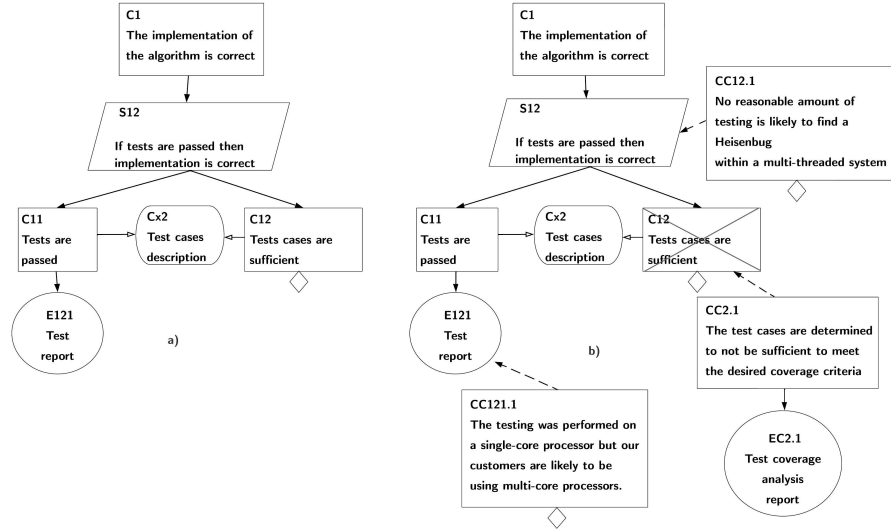 C1
The implementation of
the algorithm is correct
S12
If tests are passed then
implementation is correct
C11
Tests are
passed
Cx2
Test cases
description
C12
Tests cases are
sufficient
E121
Test
report
a)
C1
The implementation of
the algorithm is correct
S12
If tests are passed then
implementation is correct
CC12.1
No reasonable amount of
testing is likely to find a
Heisenbug
within a multi-threaded system
C11
Tests are
passed
Cx2
Test cases
description
C12
Tests cases are
sufficient
E121
Test
report
b)
CC2.1
The test cases are determined
to not be sufficient to meet
the desired coverage criteria
CC121.1
The testing was performed on
a single-core processor but our
customers are likely to be
using multi-core processors.
EC2.1
Test coverage
analysis
report